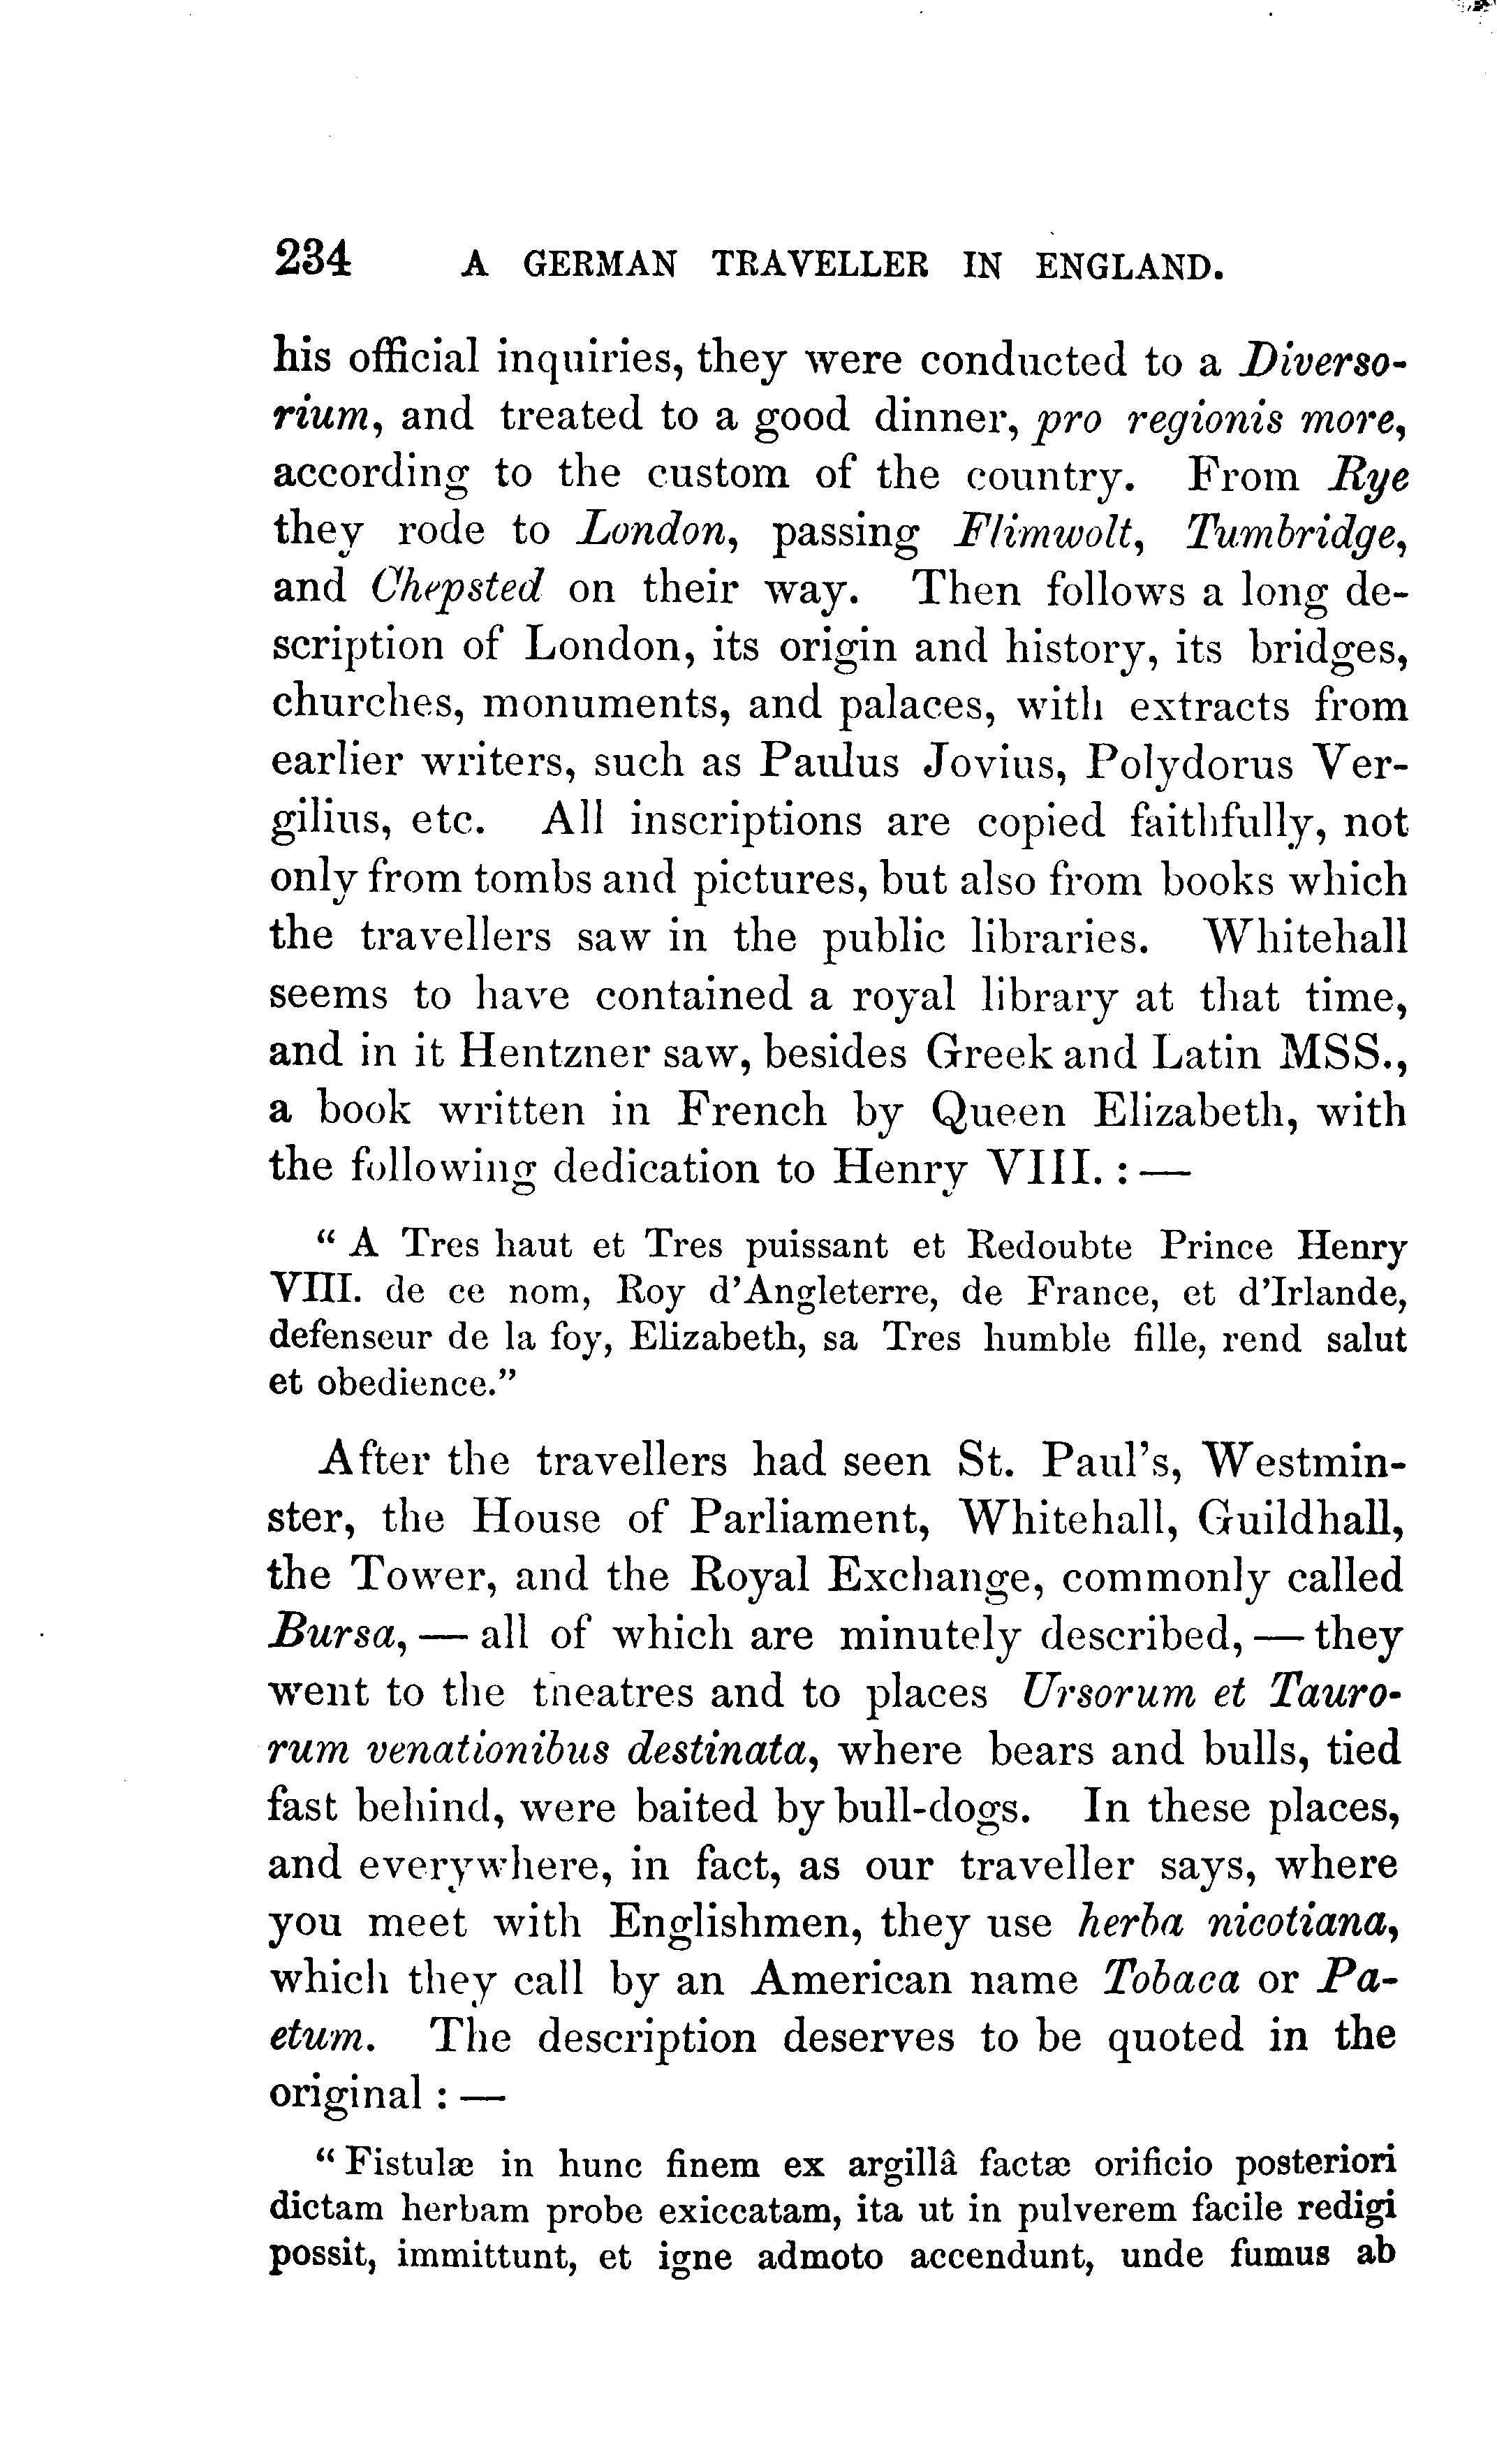 234 A GERMAN TRAVELLER IN ENGLAND.
his official inquiries, they were conducted to a Diverso-
rium, and treated to a good dinner, pro regionis more,
according to the custom of the country. From Rye
they rode to London, passing Flimwolt, Tumbridge,
and Chepsted on their way. Then follows a long de-
scription of London, its origin and history, its bridges,
churches, monuments, and palaces, with extracts from
earlier writers, such as Paulus Jovius, Polydorus Ver-
gilius, etc. All inscriptions are copied faithfully, not
only from tombs and pictures, but also from books which
the travellers saw in the public libraries. Whitehall
seems to have contained a royal library at that time,
and in it Hentzner saw, besides Greek and Latin MSS.,
a book written in French by Queen Elizabeth, with
the following dedication to Henry VIII. : —
“ A Tres haut et Tres puissant et Redoubte Prince Henry
VIII. de ce nom, Roy d’Angleterre, de France, et d’Irlande,
defenseur de la foy, Elizabeth, sa Tres humble fille, rend salut
et obedience.”
After the travellers had seen St. Paul’s, Westmin-
ster, the House of Parliament, Whitehall, Guildhall,
the Tower, and the Royal Exchange, commonly called
Bursa, — all of which are minutely described, — they
went to the theatres and to places Ursorum et Tauro-
rum venationibus destinata, where bears and bulls, tied
fast behind, were baited by bull-dogs. In these places,
and everywhere, in fact, as our traveller says, where
you meet with Englishmen, they use herba nicotiana,
which they call by an American name Tobaca or Pa-
etum. The description deserves to be quoted in the
original : —
“ Fistulæ in hunc finem ex argillâ factæ orificio posteriori
dictam herbam probe exiccatam, ita ut in pulverem facile redigi
possit, immittunt, et igne admoto accendunt, unde fumus ab